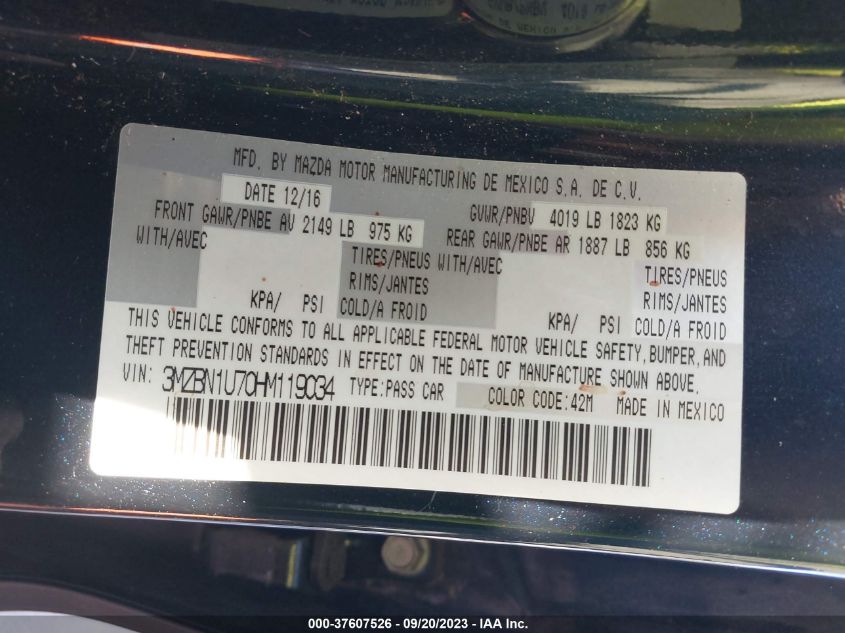 MFD. BY MAZDA MOTOR MANUFACTURING DE MEXICO S.A. DE C.V.
DATE 12/16 GVWR/PNBV 4019 LB 1823 KG
FRONT GAWR/PNBE AV 2149 LB 975 KG REAR GAWR/PNBE AR 1887 LB 856 KG
WITH/AVEC TIRES/PNEUS WITH/AVEC TIRES/PNEUS
RIMS/JANTES RIMS/JANTES
KPA/ PSI COLD/A FROID KPA/ PSI COLD/A FROID
THIS VEHICLE CONFORMS TO ALL APPLICABLE FEDERAL MOTOR VEHICLE SAFETY, BUMPER, AND
THEFT PREVENTION STANDARDS IN EFFECT ON THE DATE OF MANUFACTURE SHOWN ABOVE.
VIN: 3MZBN1U70HM119034 TYPE:PASS CAR COLOR CODE:42M MADE IN MEXICO
000-37607526 - 09/20/2023 - IAA Inc.